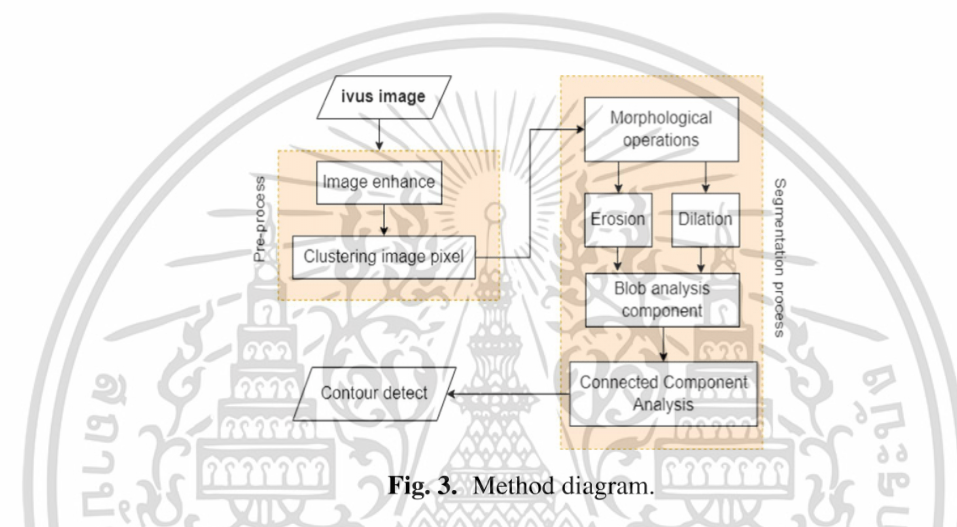 ivus image
Pre-process
Image enhance
Clustering image pixel
Morphological
operations
Erosion
Dilation
Blob analysis
component
Connected Component
Analysis
Segmentation process
Contour detect
Fig. 3. Method diagram.